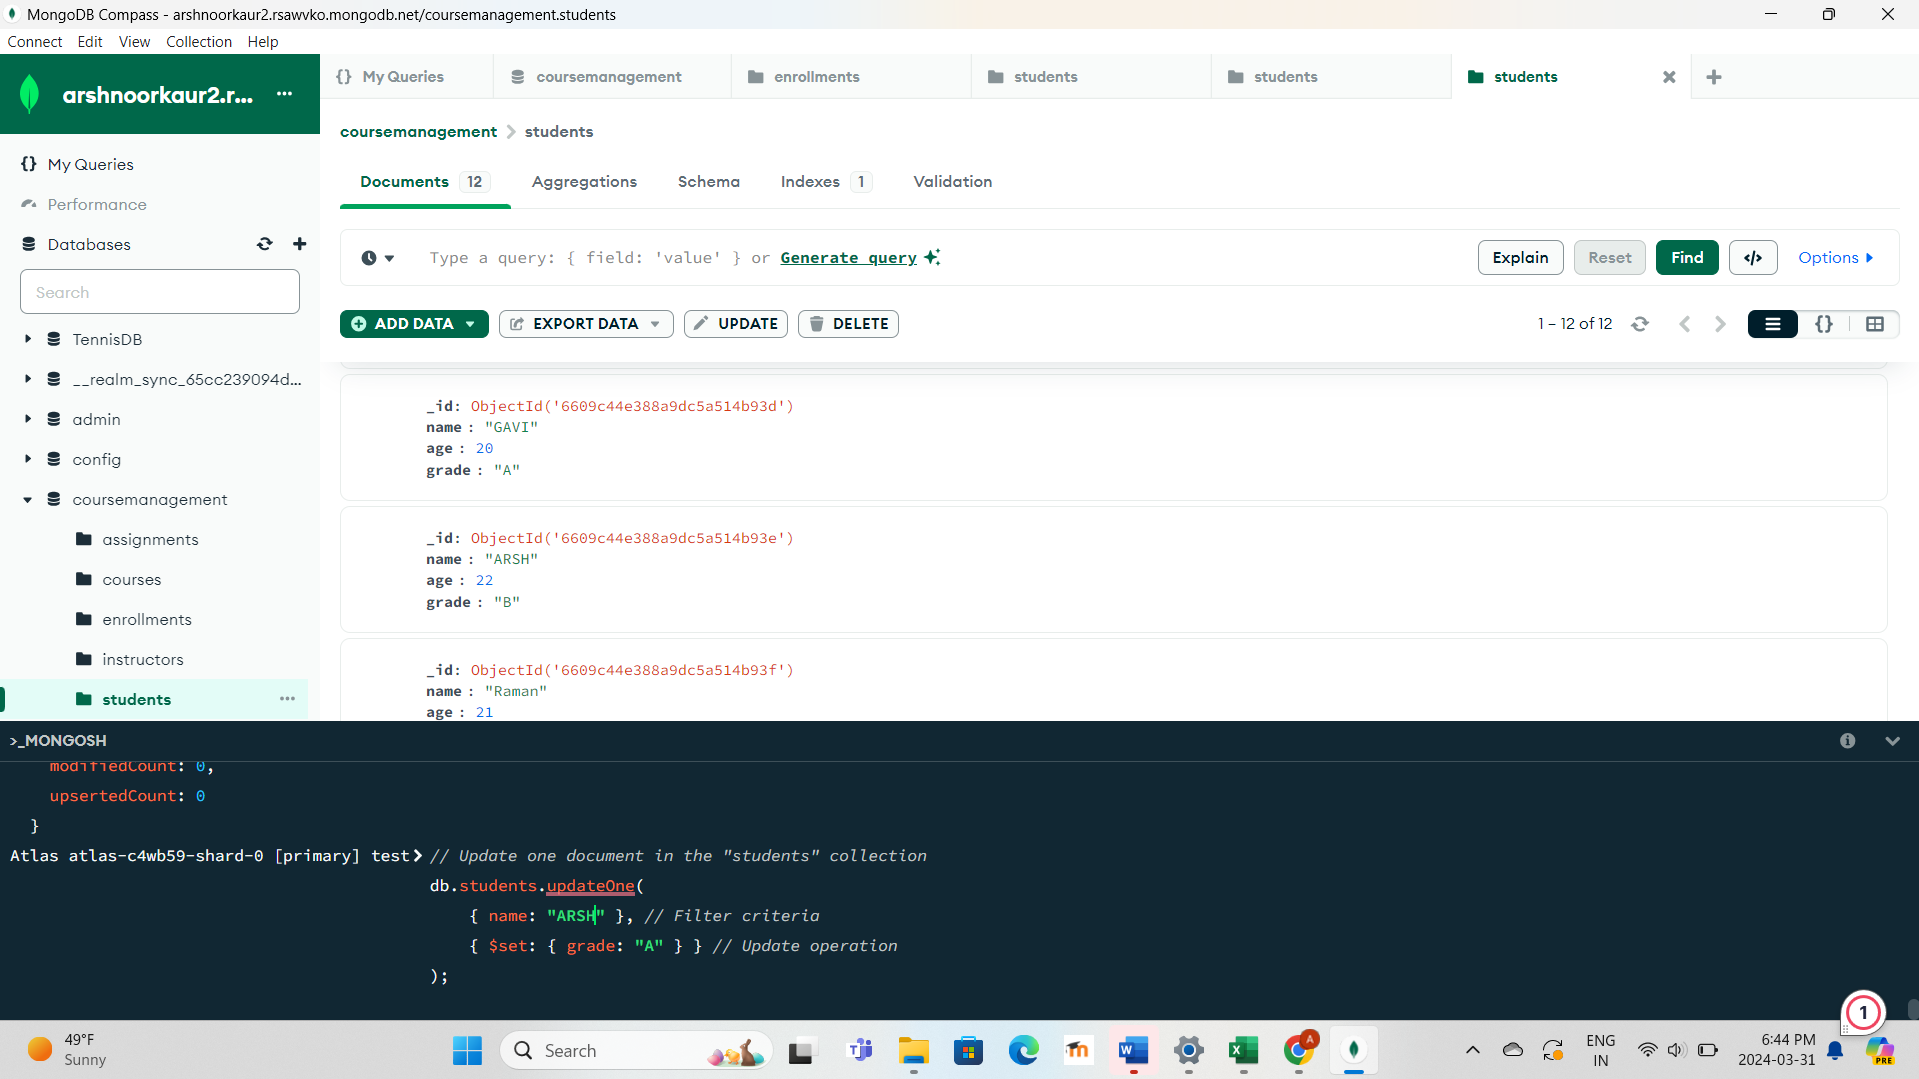 MongoDB Compass - arshnoorkaur2.rsawvko.mongodb.net/coursemanagement.students
Connect Edit View Collection Help
arshnoorkaur2.r... ...
My Queries
Performance
Databases
Search
TennisDB
__realm_sync_65cc239094d...
admin
config
coursemanagement
assignments
courses
enrollments
instructors
students
{} My Queries
coursemanagement
enrollments
students
students
students
coursemanagement > students
Documents 12 Aggregations Schema Indexes 1 Validation
Type a query: { field: 'value' } or Generate query
Explain Reset Find </> Options
ADD DATA EXPORT DATA UPDATE DELETE
1 – 12 of 12 {}
_id: ObjectId('6609c44e388a9dc5a514b93d')
name : "GAVI"
age : 20
grade : "A"
_id: ObjectId('6609c44e388a9dc5a514b93e')
name : "ARSH"
age : 22
grade : "B"
_id: ObjectId('6609c44e388a9dc5a514b93f')
name : "Raman"
age : 21
>_MONGOSH
modifiedCount: 0,
upsertedCount: 0
}
Atlas atlas-c4wb59-shard-0 [primary] test> // Update one document in the "students" collection
db.students.updateOne(
{ name: "ARSH" }, // Filter criteria
{ $set: { grade: "A" } } // Update operation
);
1
49°F
Sunny
Search
A
ENG
IN
6:44 PM
2024-03-31
PRE